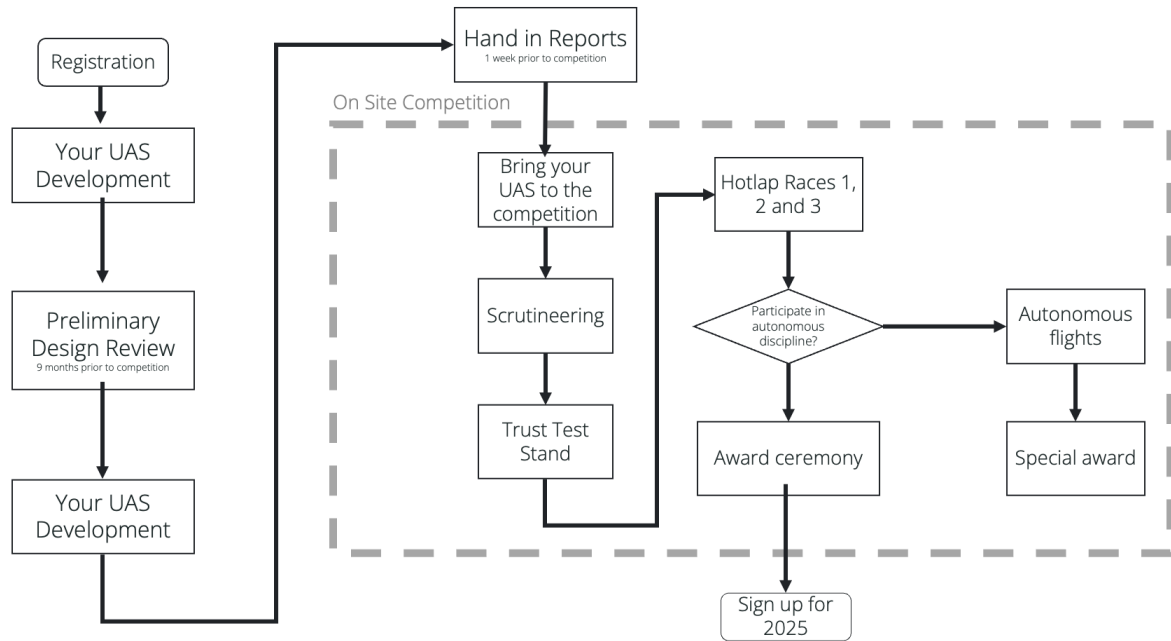 Registration
Your UAS
Development
Preliminary
Design Review
9 months prior to competition
Your UAS
Development
Hand in Reports
1 week prior to competition
On Site Competition
Bring your
UAS to the
competition
Scrutineering
Trust Test
Stand
Hotlap Races 1,
2 and 3
Participate in
autonomous
discipline?
Autonomous
flights
Special award
Award ceremony
Sign up for
2025